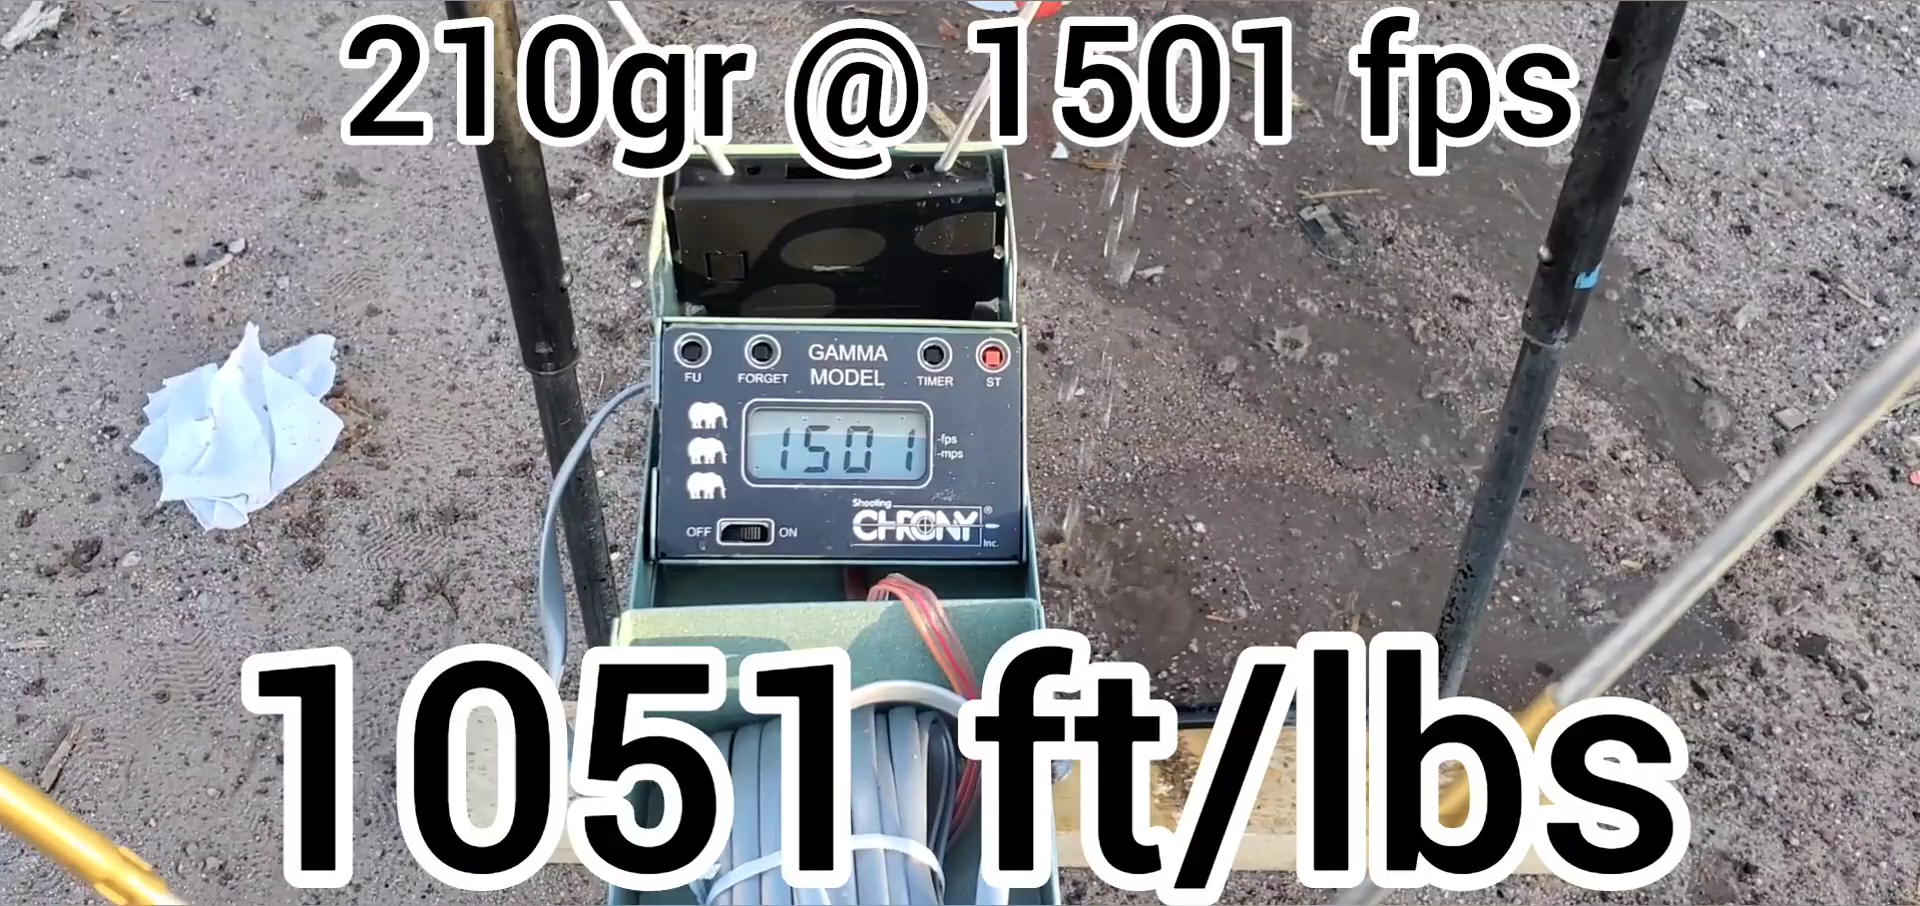 210gr @ 1501 fps
GAMMA
MODEL
FU
FORGET
TIMER
ST
1501
-fps
-mps
OFF
ON
Shooting
CHRONY®
Inc.
1051 ft/lbs